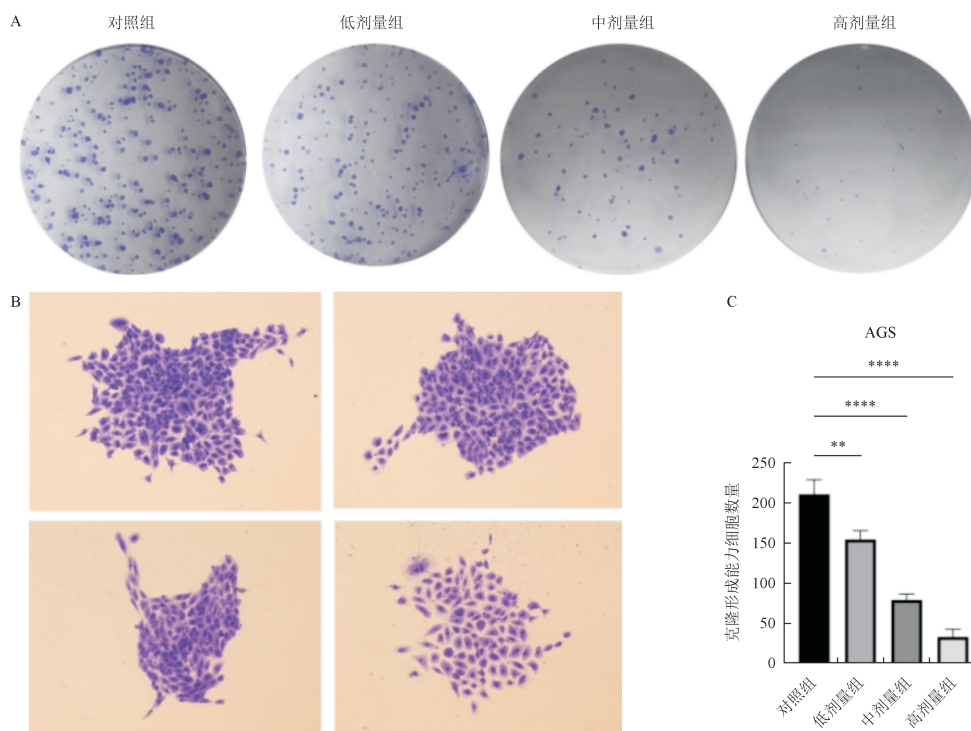 A
对照组
低剂量组
中剂量组
高剂量组
B
C
AGS
****
****
**
克隆形成能力细胞数量
250
200
150
100
50
0
对照组
低剂量组
中剂量组
高剂量组